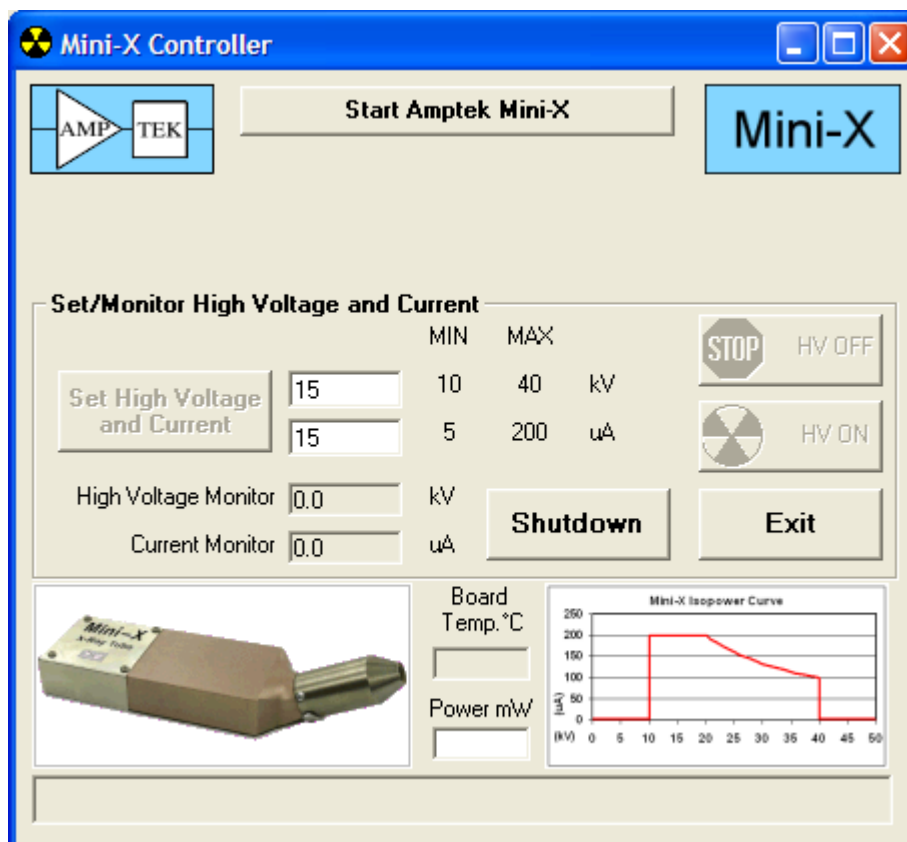 Mini-X Controller
AMP TEK
Start Amptek Mini-X
Mini-X
Set/Monitor High Voltage and Current
MIN MAX
STOP HV OFF
Set High Voltage
and Current
15 10 40 kV
15 5 200 uA
HV ON
High Voltage Monitor 0.0 kV
Current Monitor 0.0 uA
Shutdown
Exit
Mini-X
X-Ray Tube
Board
Temp.°C
Power mW
Mini-X Isopower Curve
250
200
150
100
50
0
(uA)
(kV) 0 5 10 15 20 25 30 35 40 45 50